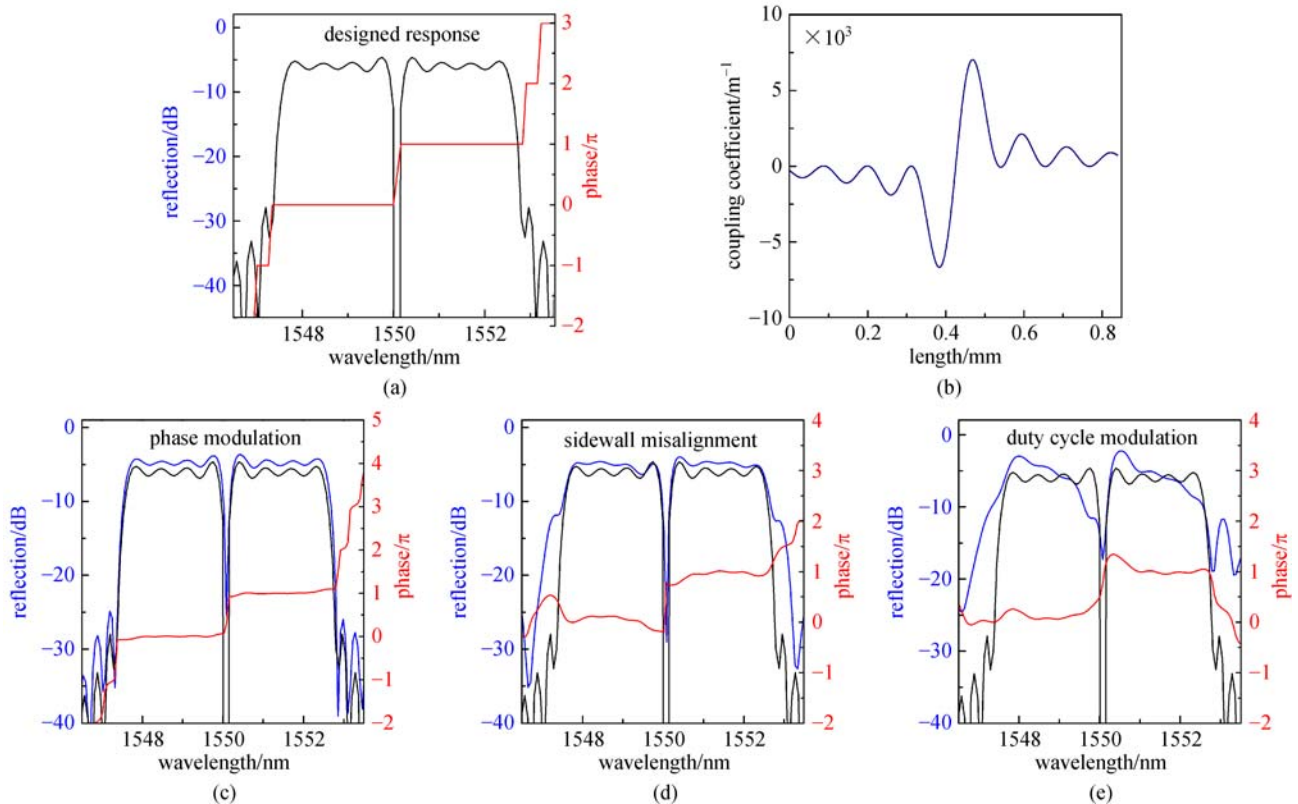 designed response
0
−10
−20
−30
−40
reflection/dB
3
2
1
0
−1
−2
phase/π
1548 1550 1552
wavelength/nm
(a)
×10³
10
5
0
−5
−10
coupling coefficient/m⁻¹
0 0.2 0.4 0.6 0.8
length/mm
(b)
phase modulation
0
−10
−20
−30
−40
reflection/dB
5
4
3
2
1
0
−1
−2
phase/π
1548 1550 1552
wavelength/nm
(c)
sidewall misalignment
0
−10
−20
−30
−40
reflection/dB
4
3
2
1
0
−1
−2
phase/π
1548 1550 1552
wavelength/nm
(d)
duty cycle modulation
0
−10
−20
−30
−40
reflection/dB
4
3
2
1
0
−1
−2
phase/π
1548 1550 1552
wavelength/nm
(e)